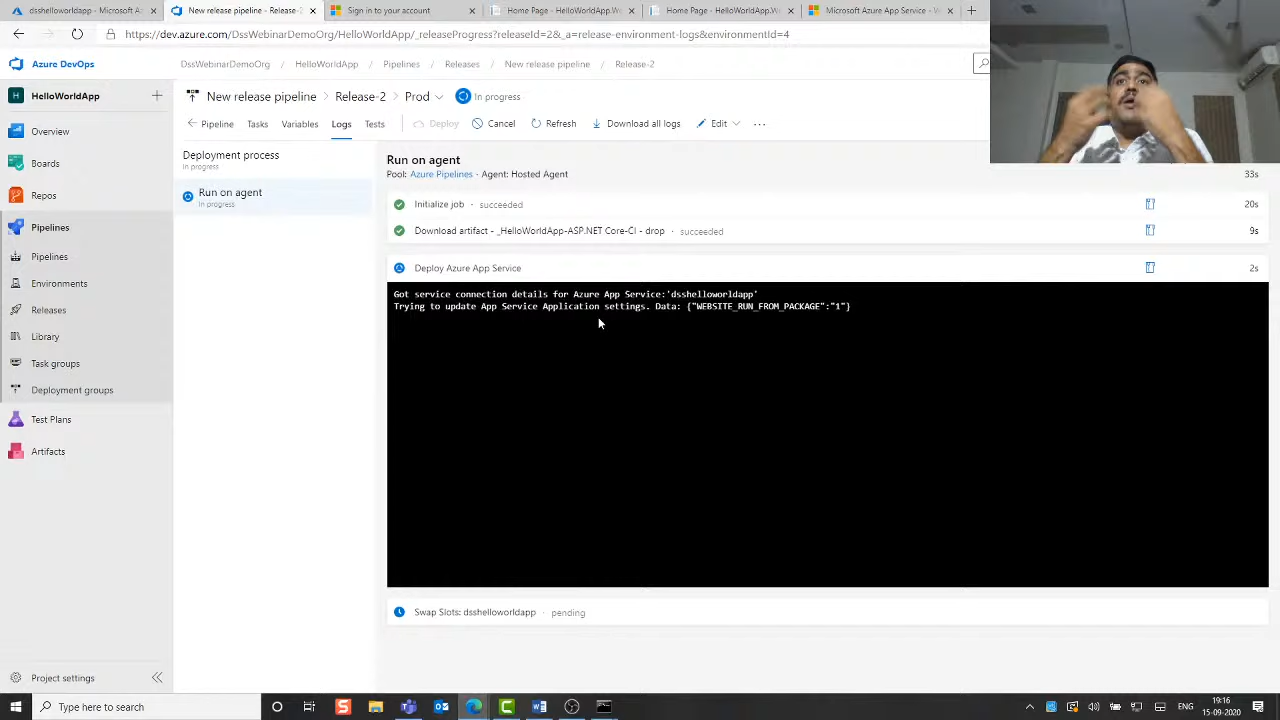 dsshelloworldapp - Microsoft Az
New release pipeline - Release-2
Sign in to your account
Home Page - HelloWorldApp.W
Home Page - HelloWorldApp.W
Microsoft Azure App Service - W
https://dev.azure.com/DssWebinarDemoOrg/HelloWorldApp/_releaseProgress?releaseId=2&_a=release-environment-logs&environmentId=4
Azure DevOps
DssWebinarDemoOrg / HelloWorldApp / Pipelines / Releases / New release pipeline / Release-2
H HelloWorldApp
New release pipeline > Release-2 > Prod In progress
Pipeline Tasks Variables Logs Tests Deploy Cancel Refresh Download all logs Edit ...
Overview
Boards
Repos
Pipelines
Pipelines
Environments
Releases
Library
Task groups
Deployment groups
Test Plans
Artifacts
Project settings
Deployment process
In progress
Run on agent
In progress
Run on agent
Pool: Azure Pipelines - Agent: Hosted Agent 33s
Initialize job · succeeded 20s
Download artifact - _HelloWorldApp-ASP.NET Core-CI - drop · succeeded 9s
Deploy Azure App Service 2s
Got service connection details for Azure App Service:'dsshelloworldapp'
Trying to update App Service Application settings. Data: {"WEBSITE_RUN_FROM_PACKAGE":"1"}
Swap Slots: dsshelloworldapp · pending
Type here to search
ENG
19:16
15-09-2020